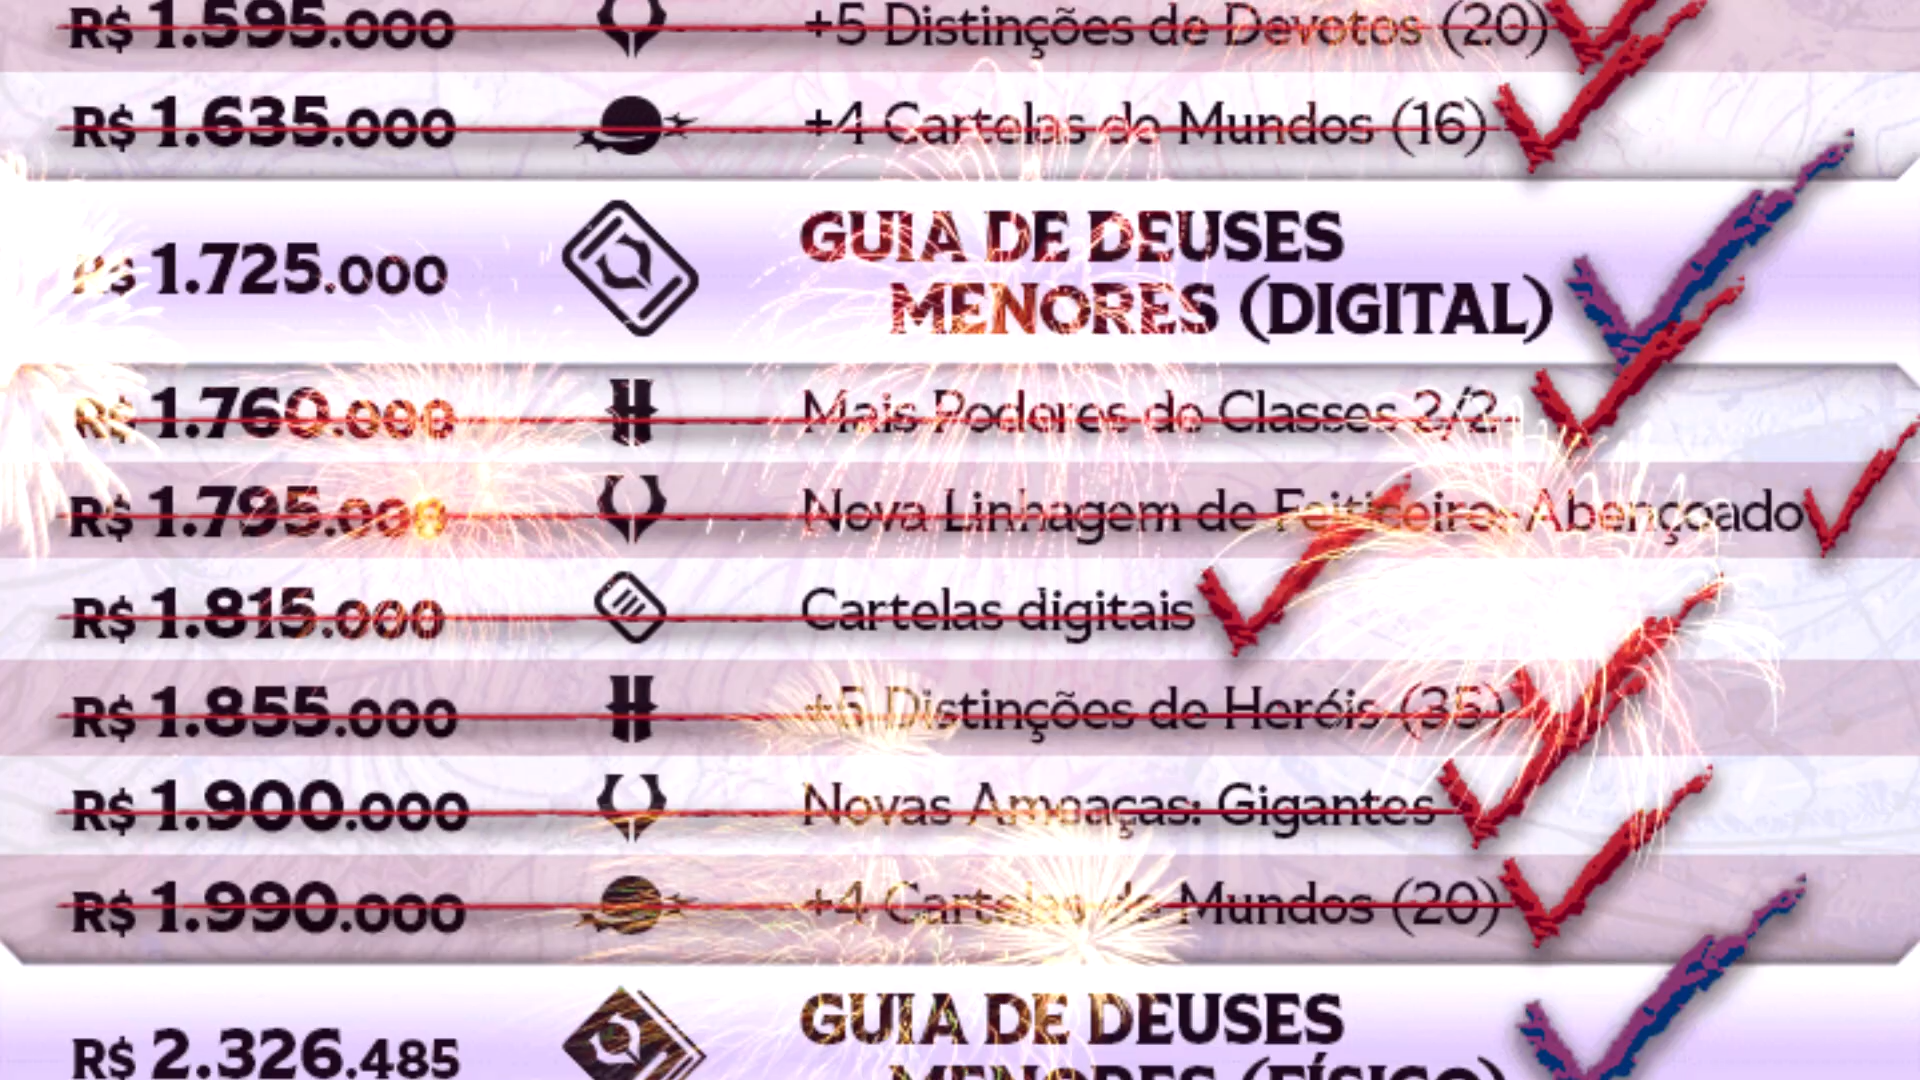 R$ 1.595.000 +5 Distinções de Devotos (20)
R$ 1.635.000 +4 Cartelas de Mundos (16)
R$ 1.725.000 GUIA DE DEUSES
MENORES (DIGITAL)
R$ 1.760.000 Mais Poderes de Classes 2/2
R$ 1.795.000 Nova Linhagem de Feiticeiro: Abençoado
R$ 1.815.000 Cartelas digitais
R$ 1.855.000 +5 Distinções de Heróis (35)
R$ 1.900.000 Novas Ameaças: Gigantes
R$ 1.990.000 +4 Cartelas de Mundos (20)
R$ 2.326.485 GUIA DE DEUSES
MENORES (FÍSICO)